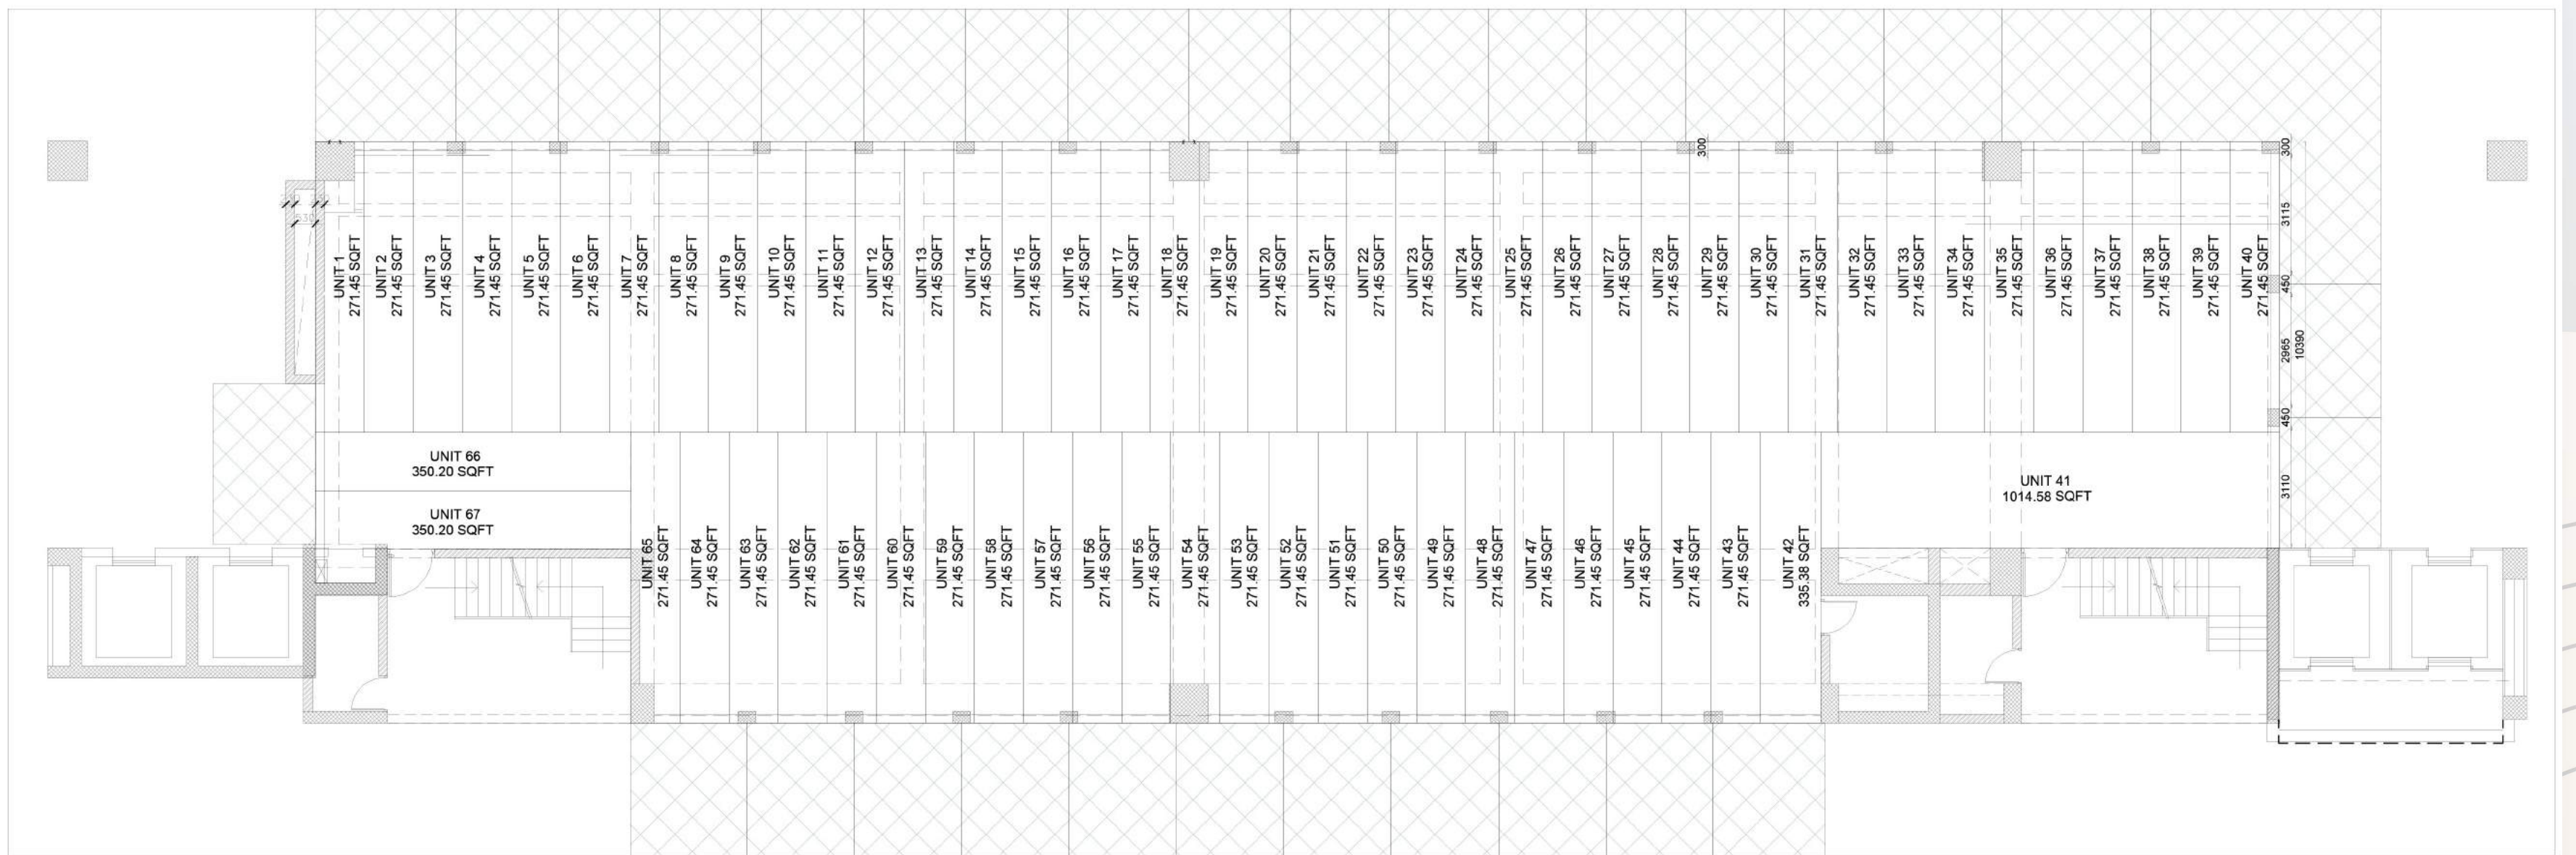 UNIT 1
271.45 SQFT
UNIT 2
271.45 SQFT
UNIT 3
271.45 SQFT
UNIT 4
271.45 SQFT
UNIT 5
271.45 SQFT
UNIT 6
271.45 SQFT
UNIT 7
271.45 SQFT
UNIT 8
271.45 SQFT
UNIT 9
271.45 SQFT
UNIT 10
271.45 SQFT
UNIT 11
271.45 SQFT
UNIT 12
271.45 SQFT
UNIT 13
271.45 SQFT
UNIT 14
271.45 SQFT
UNIT 15
271.45 SQFT
UNIT 16
271.45 SQFT
UNIT 17
271.45 SQFT
UNIT 18
271.45 SQFT
UNIT 19
271.45 SQFT
UNIT 20
271.45 SQFT
UNIT 21
271.45 SQFT
UNIT 22
271.45 SQFT
UNIT 23
271.45 SQFT
UNIT 24
271.45 SQFT
UNIT 25
271.45 SQFT
UNIT 26
271.45 SQFT
UNIT 27
271.45 SQFT
UNIT 28
271.45 SQFT
UNIT 29
271.45 SQFT
UNIT 30
271.45 SQFT
UNIT 31
271.45 SQFT
UNIT 32
271.45 SQFT
UNIT 33
271.45 SQFT
UNIT 34
271.45 SQFT
UNIT 35
271.45 SQFT
UNIT 36
271.45 SQFT
UNIT 37
271.45 SQFT
UNIT 38
271.45 SQFT
UNIT 39
271.45 SQFT
UNIT 40
271.45 SQFT
300
300
3115
450
2965
10390
450
3110
UNIT 66
350.20 SQFT
UNIT 67
350.20 SQFT
UNIT 65
271.45 SQFT
UNIT 64
271.45 SQFT
UNIT 63
271.45 SQFT
UNIT 62
271.45 SQFT
UNIT 61
271.45 SQFT
UNIT 60
271.45 SQFT
UNIT 59
271.45 SQFT
UNIT 58
271.45 SQFT
UNIT 57
271.45 SQFT
UNIT 56
271.45 SQFT
UNIT 55
271.45 SQFT
UNIT 54
271.45 SQFT
UNIT 53
271.45 SQFT
UNIT 52
271.45 SQFT
UNIT 51
271.45 SQFT
UNIT 50
271.45 SQFT
UNIT 49
271.45 SQFT
UNIT 48
271.45 SQFT
UNIT 47
271.45 SQFT
UNIT 46
271.45 SQFT
UNIT 45
271.45 SQFT
UNIT 44
271.45 SQFT
UNIT 43
271.45 SQFT
UNIT 42
335.38 SQFT
UNIT 41
1014.58 SQFT